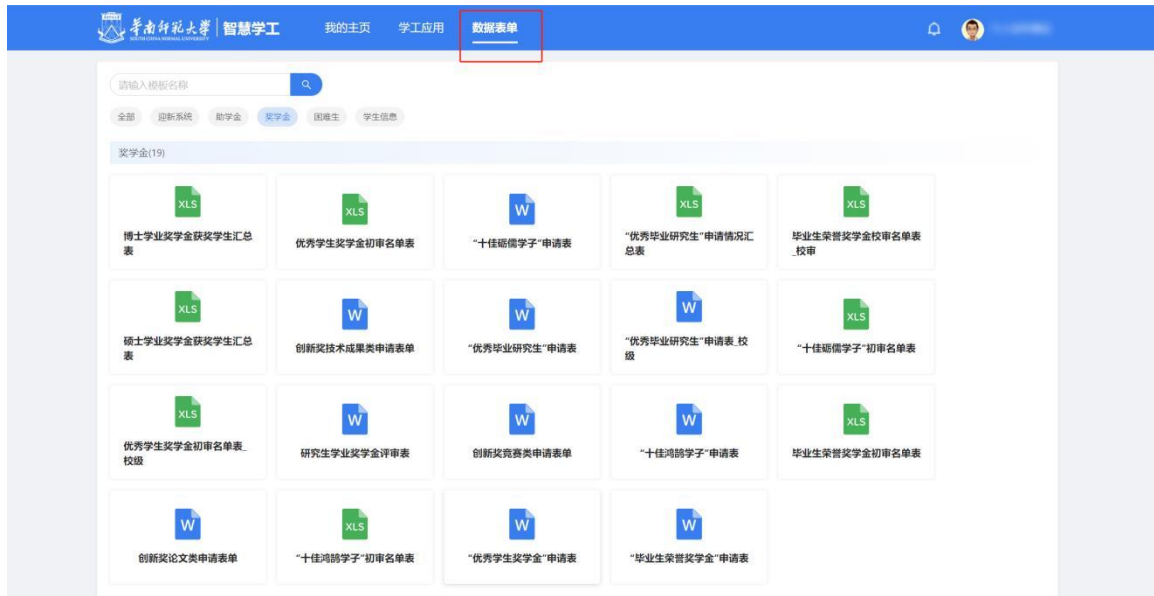 华南师范大学 智慧学工 我的主页 学工应用 数据表单
SOUTH CHINA NORMAL UNIVERSITY
请输入模板名称
全部 迎新系统 助学金 奖学金 困难生 学生信息
奖学金(19)
XLS XLS W XLS XLS
博士学业奖学金获奖学生汇总
表
优秀学生奖学金初审名单表
“十佳砺儒学子”申请表
“优秀毕业研究生”申请情况汇
总表
毕业生荣誉奖学金校审名单表
_校审
XLS W W W XLS
硕士学业奖学金获奖学生汇总
表
创新奖技术成果类申请表单
“优秀毕业研究生”申请表
“优秀毕业研究生”申请表_校
级
“十佳砺儒学子”初审名单表
XLS W W W XLS
优秀学生奖学金初审名单表_
校级
研究生学业奖学金评审表
创新奖竞赛类申请表单
“十佳鸿鹄学子”申请表
毕业生荣誉奖学金初审名单表
W XLS W W
创新奖论文类申请表单
“十佳鸿鹄学子”初审名单表
“优秀学生奖学金”申请表
“毕业生荣誉奖学金”申请表